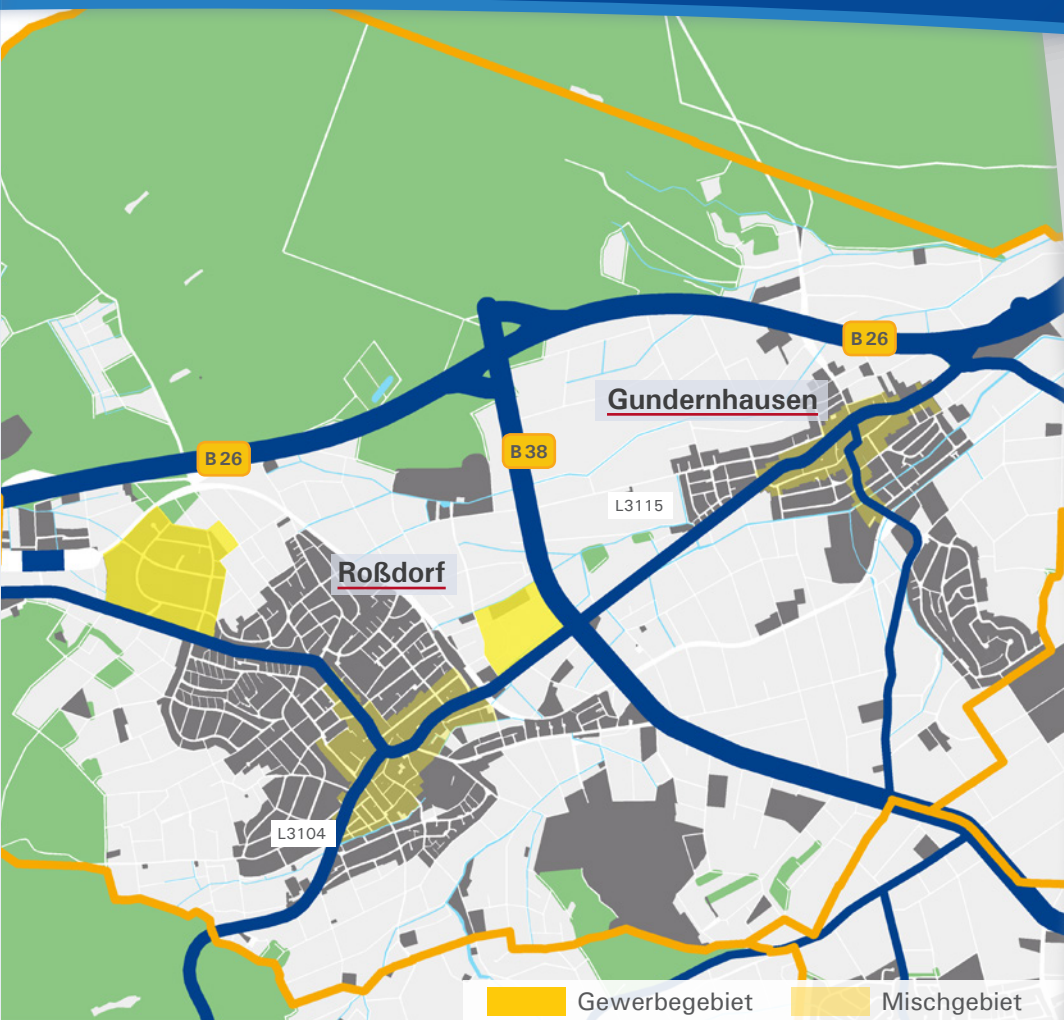 B 26
Gundernhausen
B 38
B 26
L3115
Roßdorf
L3104
Gewerbegebiet
Mischgebiet